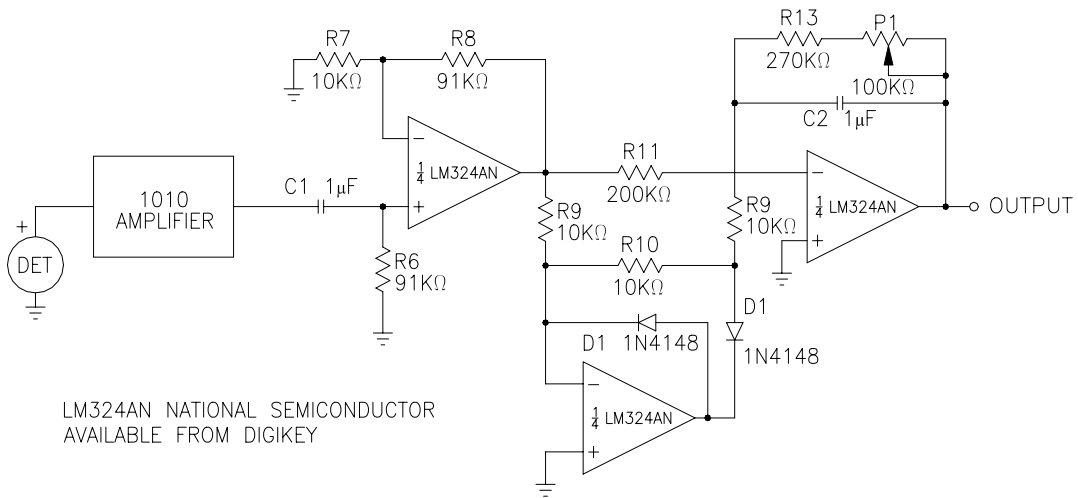 R7
10KΩ
R8
91KΩ
R13
270KΩ
P1
100KΩ
C2 1µF
1010
AMPLIFIER
C1 1µF
−
+
1/4 LM324AN
R11
200KΩ
−
+
1/4 LM324AN
OUTPUT
+
DET
R6
91KΩ
R9
10KΩ
R10
10KΩ
R9
10KΩ
D1 1N4148
D1
1N4148
−
+
1/4 LM324AN
LM324AN NATIONAL SEMICONDUCTOR
AVAILABLE FROM DIGIKEY